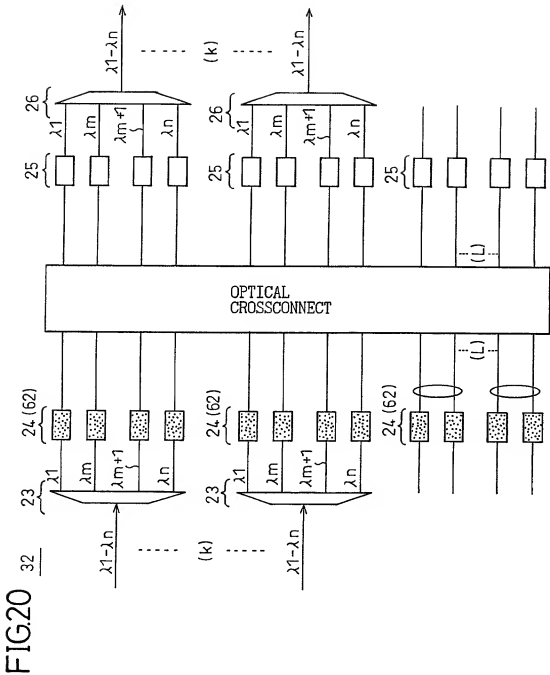 FIG.20
32
λ1-λn
(k)
λ1-λn
23
λ1
λm
λm+1
λn
23
λ1
λm
λm+1
λn
24(62)
24(62)
24(62)
(L)
OPTICAL
CROSSCONNECT
(L)
25
25
25
λ1
λm
λm+1
λn
26
λ1
λm
λm+1
λn
26
λ1-λn
(k)
λ1-λn